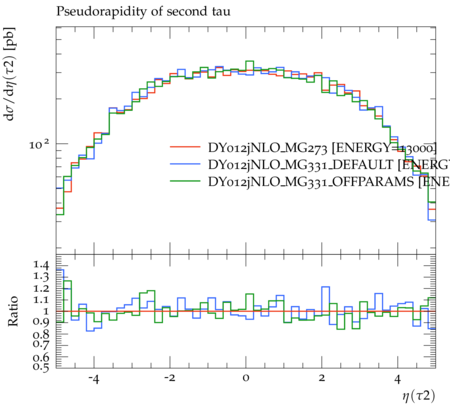 Pseudorapidity of second tau
dσ/dη(τ2) [pb]
10²
DY012jNLO_MG273 [ENERGY=13000]
DY012jNLO_MG331_DEFAULT [ENERG
DY012jNLO_MG331_OFFPARAMS [ENE
Ratio
1.4
1.3
1.2
1.1
1
0.9
0.8
0.7
0.6
0.5
-4 -2 0 2 4
η(τ2)